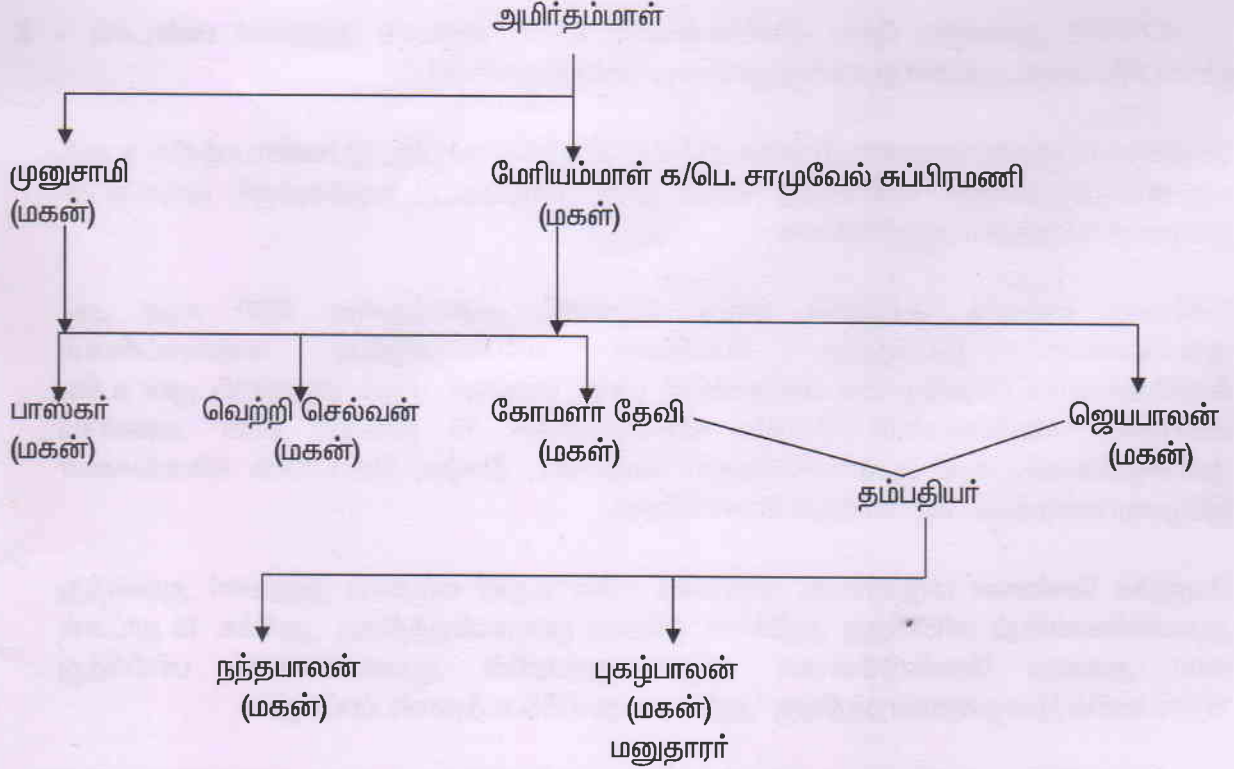 அமிர்தம்மாள்
முனுசாமி
(மகன்)
மேரியம்மாள் க/பெ. சாமுவேல் சுப்பிரமணி
(மகள்)
பாஸ்கர்
(மகன்)
வெற்றி செல்வன்
(மகன்)
கோமளா தேவி
(மகள்)
ஜெயபாலன்
(மகன்)
தம்பதியர்
நந்தபாலன்
(மகன்)
புகழ்பாலன்
(மகன்)
மனுதாரர்